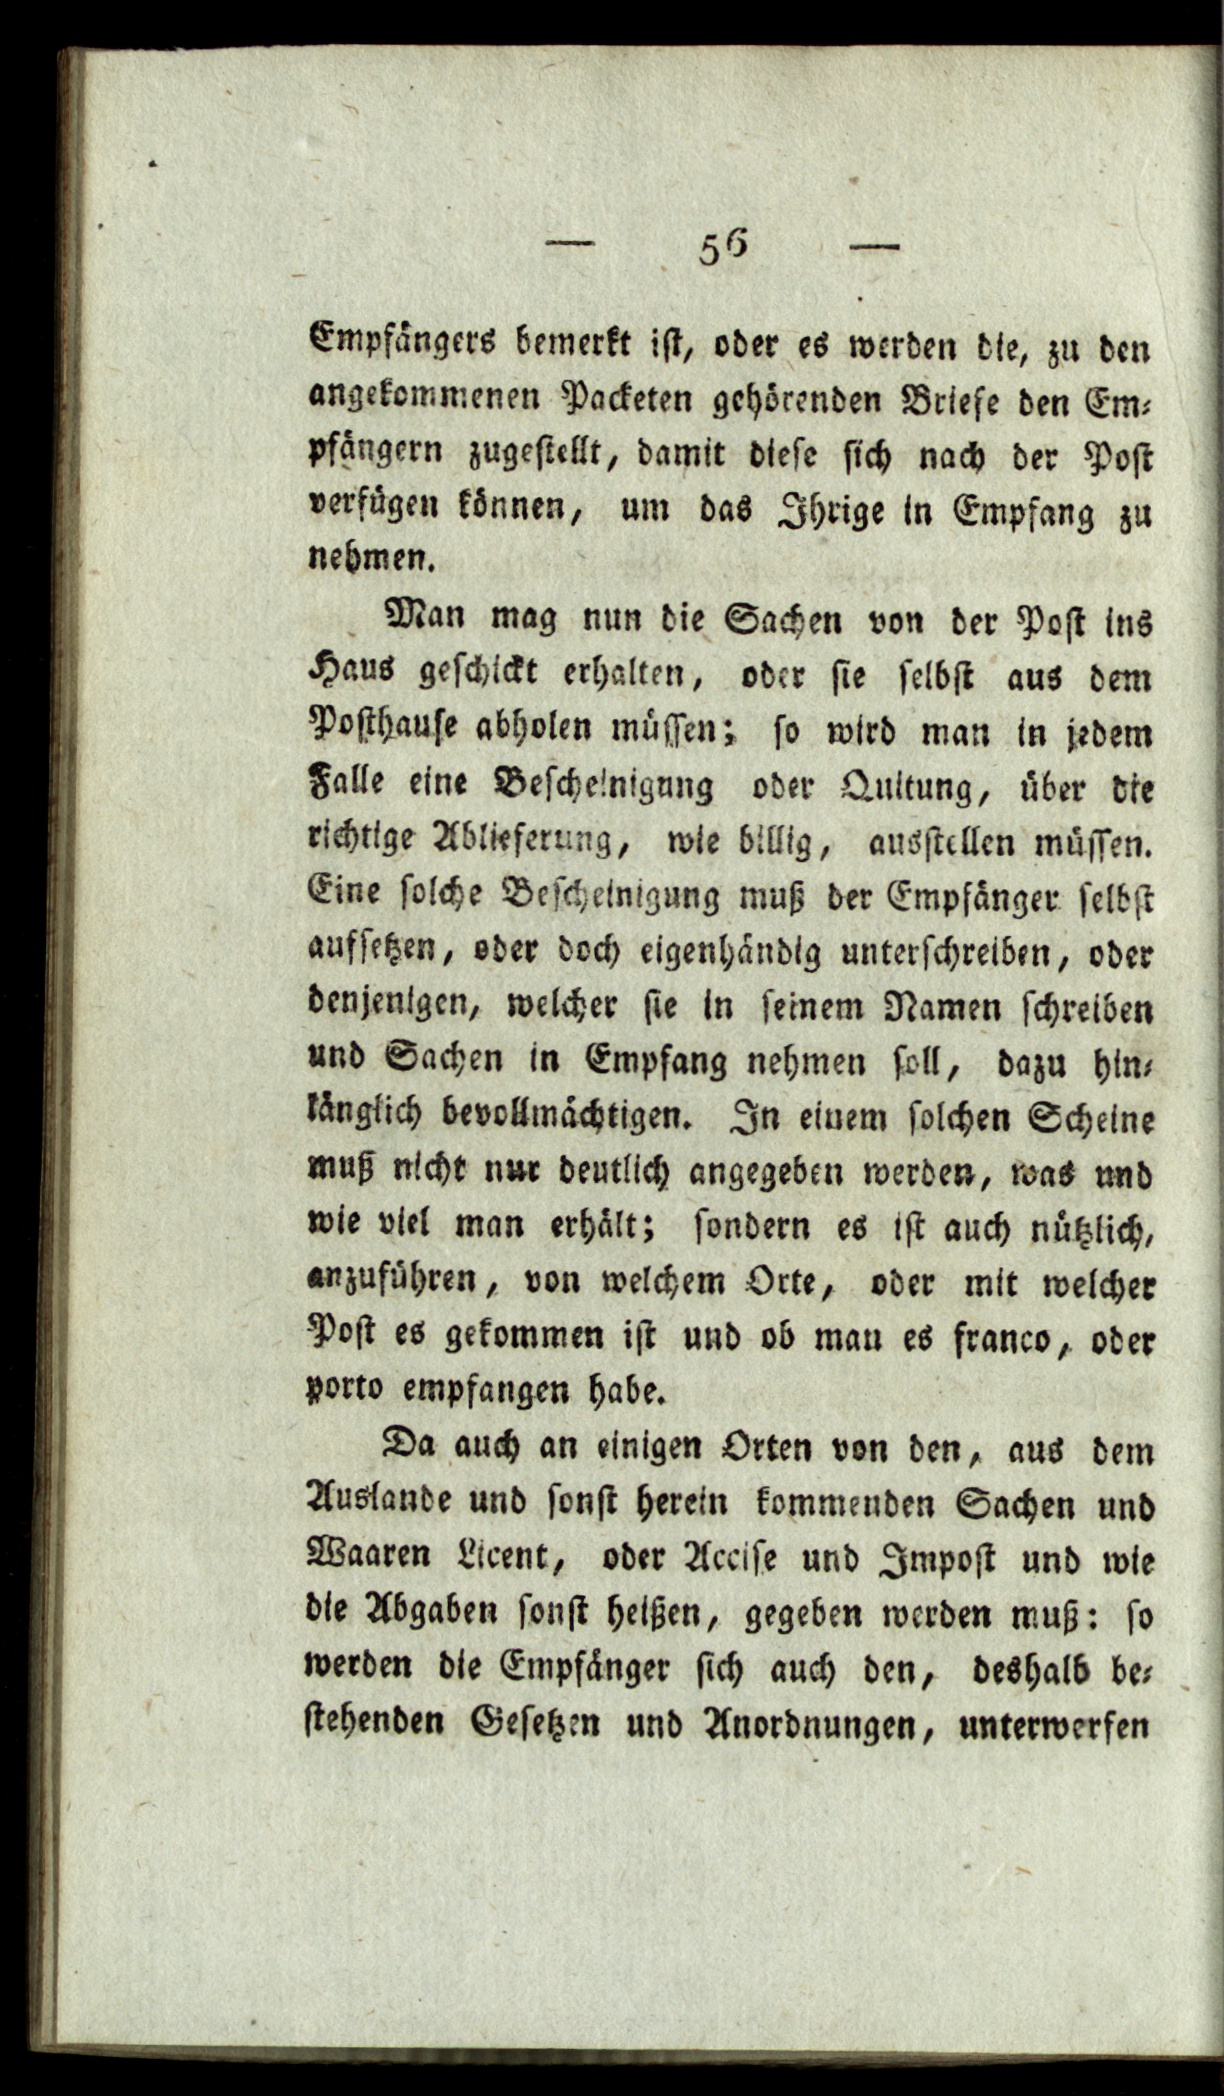 — 56 —
Empfängers bemerkt ist, oder es werden die, zu den
angekommenen Packeten gehörenden Briefe den Em⸗
pfängern zugestellt, damit diese sich nach der Post
verfügen können, um das Ihrige in Empfang zu
nehmen.
Man mag nun die Sachen von der Post ins
Haus geschickt erhalten, oder sie selbst aus dem
Posthause abholen müssen; so wird man in jedem
Falle eine Bescheinigung oder Quitung, über die
richtige Ablieferung, wie billig, ausstellen müssen.
Eine solche Bescheinigung muß der Empfänger selbst
aufsetzen, oder doch eigenhändig unterschreiben, oder
denjenigen, welcher sie in seinem Namen schreiben
und Sachen in Empfang nehmen soll, dazu hin⸗
länglich bevollmächtigen. In einem solchen Scheine
muß nicht nur deutlich angegeben werden, was und
wie viel man erhält; sondern es ist auch nützlich,
anzuführen, von welchem Orte, oder mit welcher
Post es gekommen ist und ob man es franco, oder
porto empfangen habe.
Da auch an einigen Orten von den, aus dem
Auslande und sonst herein kommenden Sachen und
Waaren Licent, oder Accise und Impost und wie
die Abgaben sonst heißen, gegeben werden muß: so
werden die Empfänger sich auch den, deshalb be⸗
stehenden Gesetzen und Anordnungen, unterwerfen